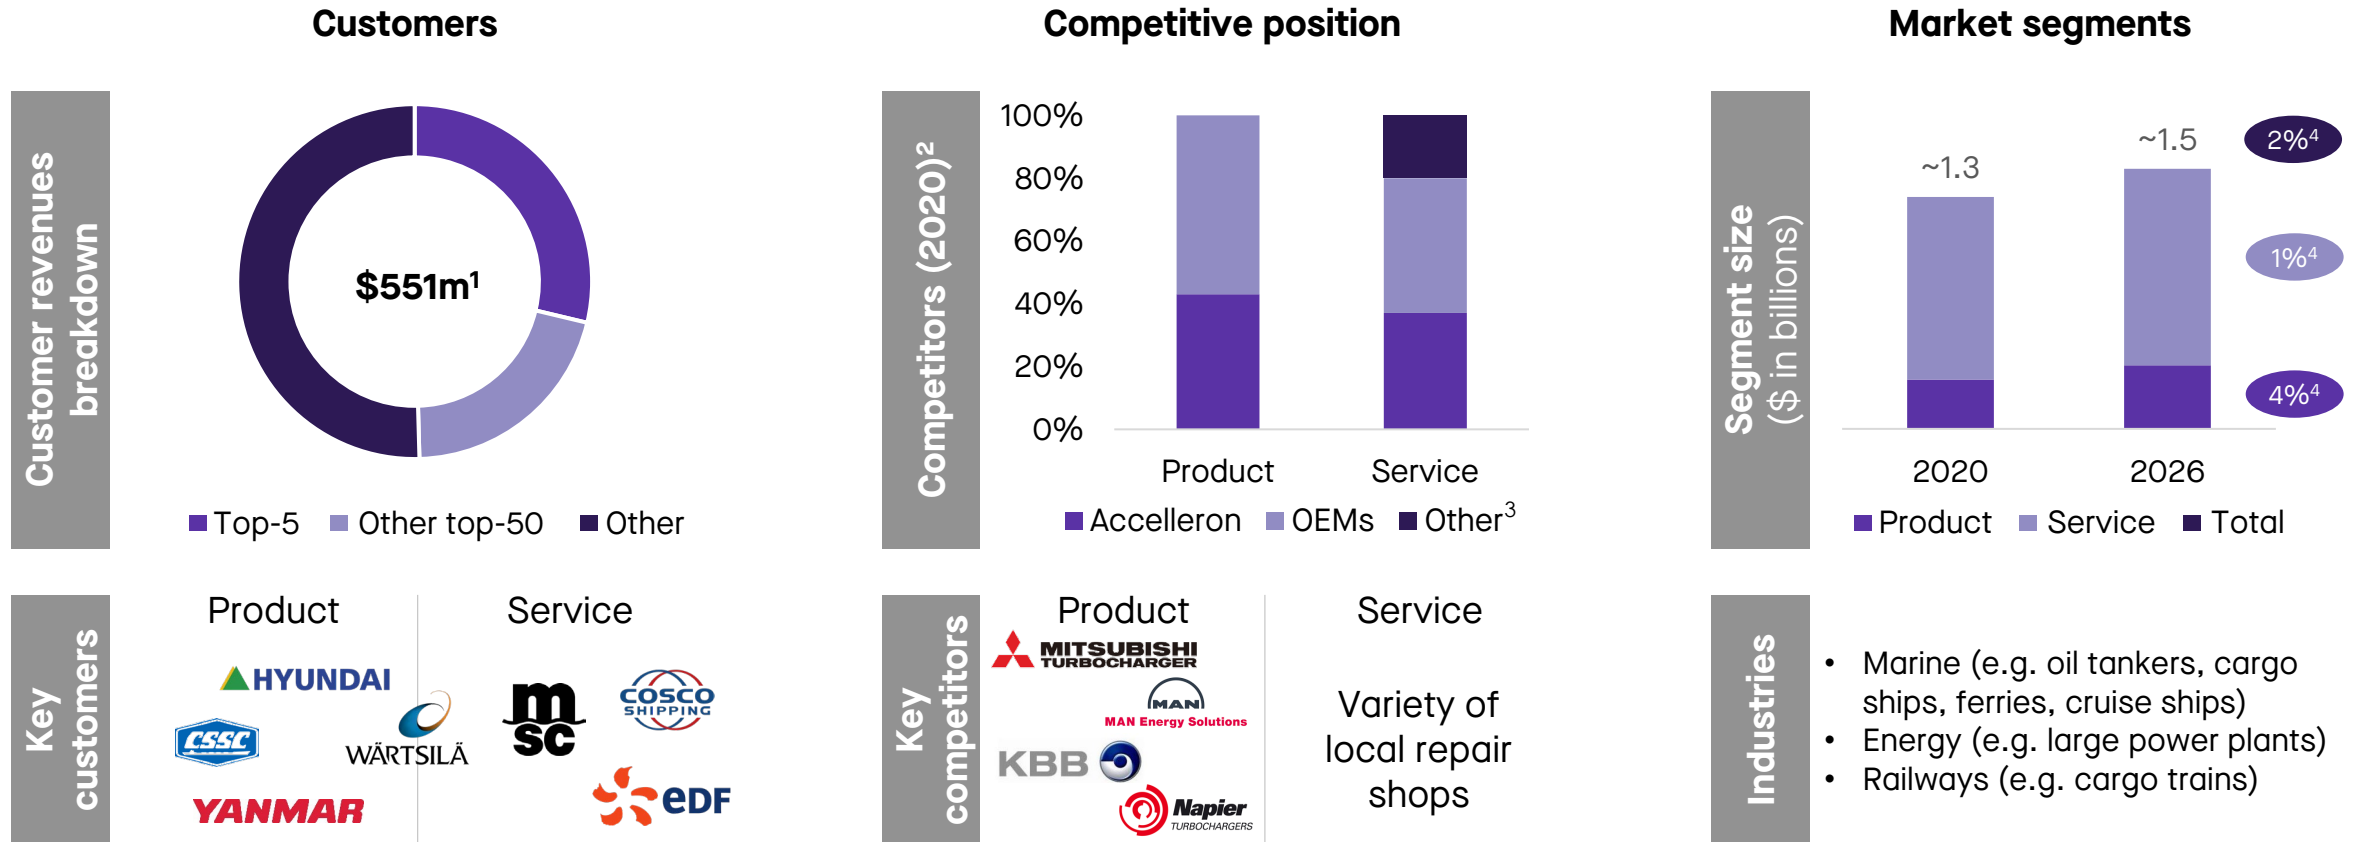 Customers
Competitive position
Market segments
Customer revenues
breakdown
$551m¹
Top-5
Other top-50
Other
Competitors (2020)²
100%
80%
60%
40%
20%
0%
Product
Service
Accelleron
OEMs
Other³
Segment size
($ in billions)
~1.3
~1.5
2%⁴
1%⁴
4%⁴
2020
2026
Product
Service
Total
Key
customers
Product
Service
HYUNDAI
CSSC
WÄRTSILÄ
YANMAR
msc
COSCO
SHIPPING
eDF
Key
competitors
Product
Service
MITSUBISHI
TURBOCHARGER
MAN
MAN Energy Solutions
KBB
Napier
TURBOCHARGERS
Variety of
local repair
shops
Industries
• Marine (e.g. oil tankers, cargo
ships, ferries, cruise ships)
• Energy (e.g. large power plants)
• Railways (e.g. cargo trains)